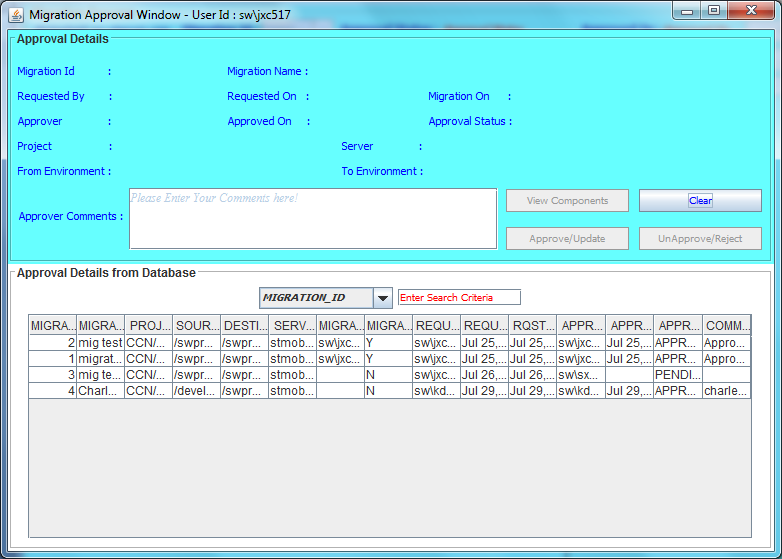 Migration Approval Window - User Id : sw\jxc517
Approval Details
Migration Id : Migration Name :
Requested By : Requested On : Migration On :
Approver : Approved On : Approval Status :
Project : Server :
From Environment : To Environment :
Please Enter Your Comments here!
Approver Comments :
View Components Clear
Approve/Update UnApprove/Reject
Approval Details from Database
MIGRATION_ID Enter Search Criteria
MIGRA... MIGRA... PROJ... SOUR... DESTI... SERV... MIGRA... MIGRA... REQU... REQU... RQST... APPR... APPR... APPR... COMM...
2 mig test CCN/... /swpr... /swpr... stmob... sw\jxc... Y sw\jxc... Jul 25,... Jul 25,... sw\jxc... Jul 25,... APPR... Appro...
1 migrat... CCN/... /swpr... /swpr... stmob... sw\jxc... Y sw\jxc... Jul 25,... Jul 25,... sw\jxc... Jul 25,... APPR... Appro...
3 mig te... CCN/... /swpr... /swpr... stmob... N sw\jxc... Jul 26,... Jul 26,... sw\sx... PENDI...
4 Charl... CCN/... /devel... /swpr... stmob... N sw\kd... Jul 29,... Jul 29,... sw\kd... Jul 29,... APPR... charle...